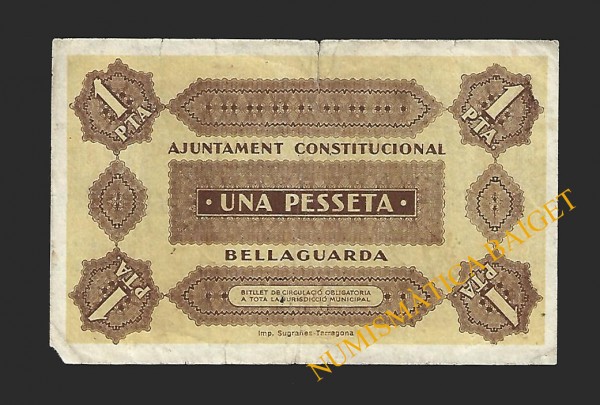 1 PTA
1 PTA
AJUNTAMENT CONSTITUCIONAL
· UNA PESSETA ·
BELLAGUARDA
1 PTA
1 PTA
BITLLET DE CIRCULACIÓ OBLIGATORIA
A TOTA LA JURISDICCIÓ MUNICIPAL
Imp. Sugrañes-Tarragona
NUMISMATICA BAIGET